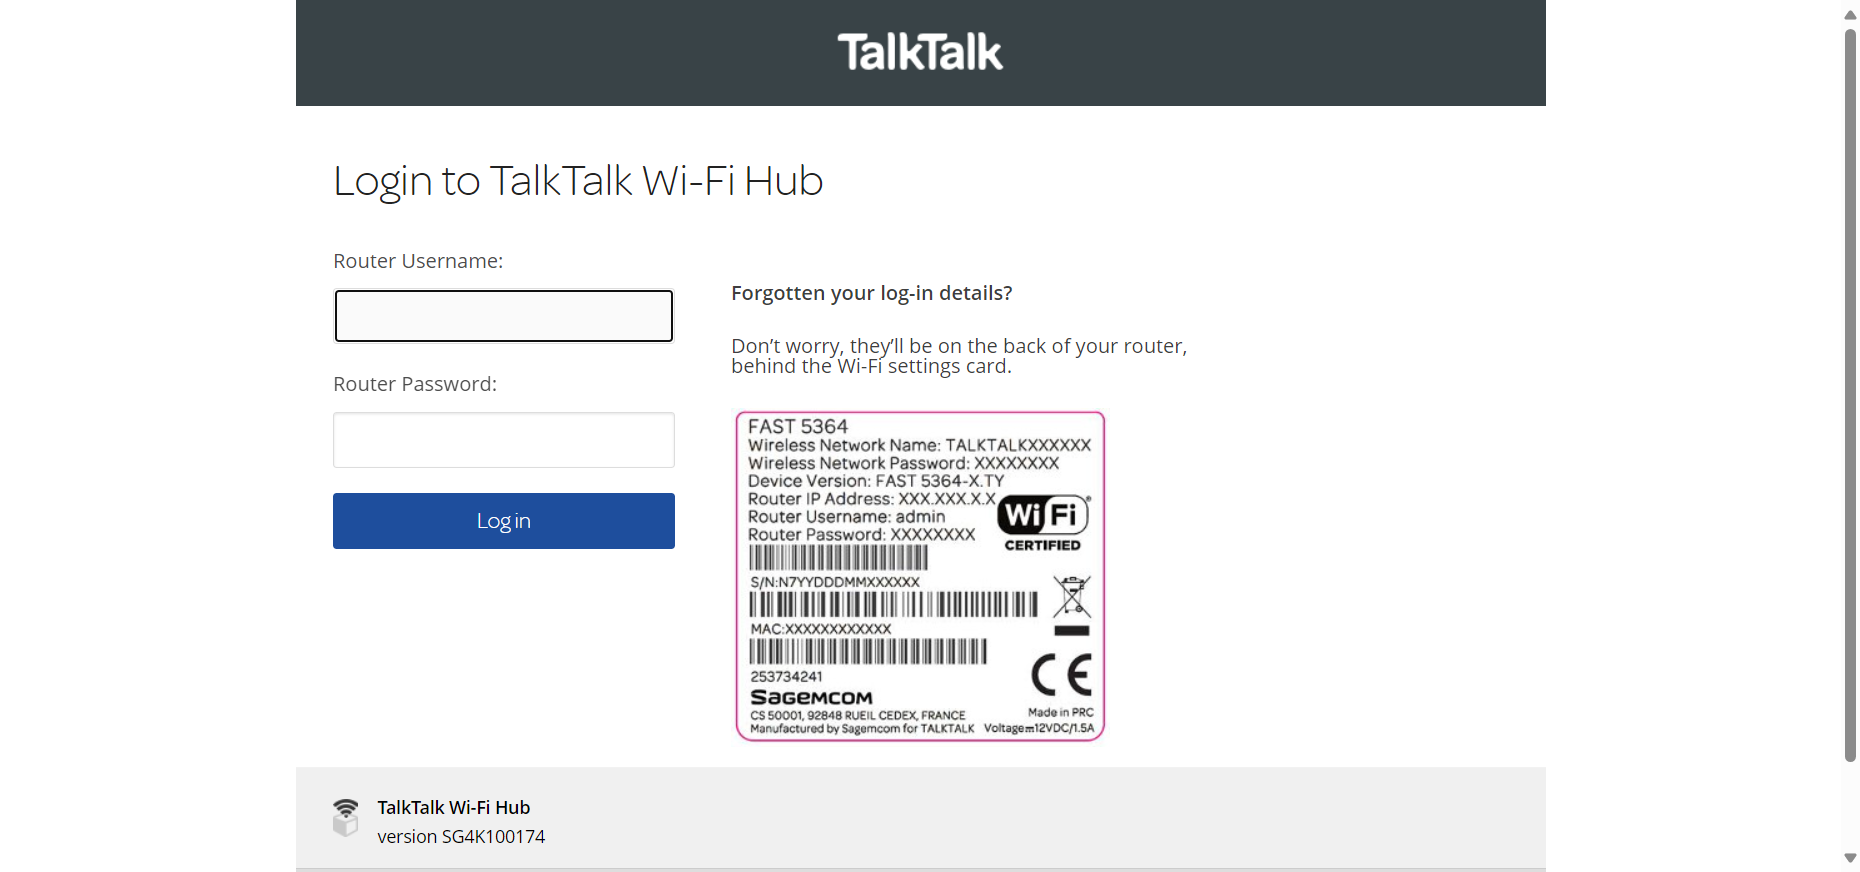 TalkTalk
Login to TalkTalk Wi-Fi Hub
Router Username:
Router Password:
Log in
Forgotten your log-in details?
Don’t worry, they’ll be on the back of your router,
behind the Wi-Fi settings card.
FAST 5364
Wireless Network Name: TALKTALKXXXXXX
Wireless Network Password: XXXXXXXX
Device Version: FAST 5364-X.TY
Router IP Address: XXX.XXX.X.X
Router Username: admin
Router Password: XXXXXXXX
Wi Fi
CERTIFIED
S/N:N7YYDDDMMXXXXXX
MAC:XXXXXXXXXXXX
253734241
CE
SAGEMCOM
CS 50001, 92848 RUEIL CEDEX, FRANCE
Made in PRC
Manufactured by Sagemcom for TALKTALK Voltage⎓12VDC/1.5A
TalkTalk Wi-Fi Hub
version SG4K100174